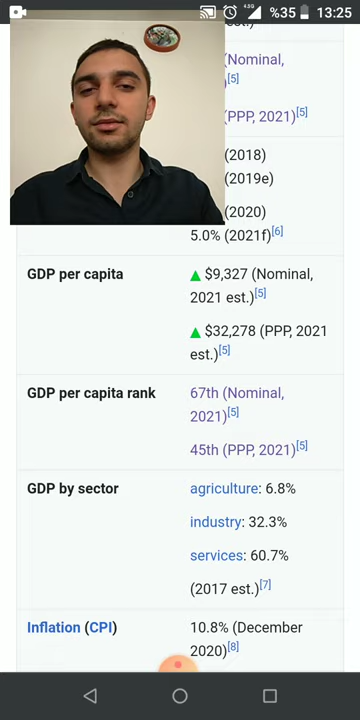 4.5G %35 13:25
est.)
(Nominal,
)[5]
(PPP, 2021)[5]
(2018)
(2019e)
(2020)
5.0% (2021f)[6]
GDP per capita
▲ $9,327 (Nominal,
2021 est.)[5]
▲ $32,278 (PPP, 2021
est.)[5]
GDP per capita rank
67th (Nominal,
2021)[5]
45th (PPP, 2021)[5]
GDP by sector
agriculture: 6.8%
industry: 32.3%
services: 60.7%
(2017 est.)[7]
Inflation (CPI)
10.8% (December
2020)[8]